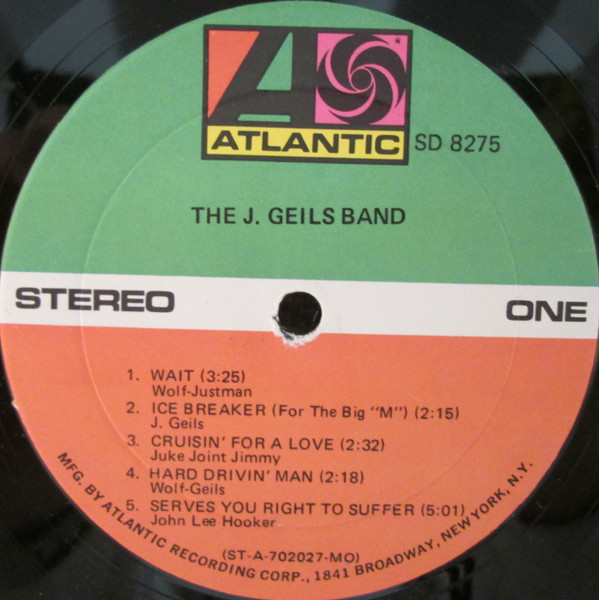 ATLANTIC SD 8275
THE J. GEILS BAND
STEREO ONE
1. WAIT (3:25)
Wolf-Justman
2. ICE BREAKER (For The Big "M") (2:15)
J. Geils
3. CRUISIN' FOR A LOVE (2:32)
Juke Joint Jimmy
4. HARD DRIVIN' MAN (2:18)
Wolf-Geils
5. SERVES YOU RIGHT TO SUFFER (5:01)
John Lee Hooker
(ST-A-702027-MO)
MFG. BY ATLANTIC RECORDING CORP., 1841 BROADWAY, NEW YORK, N.Y.